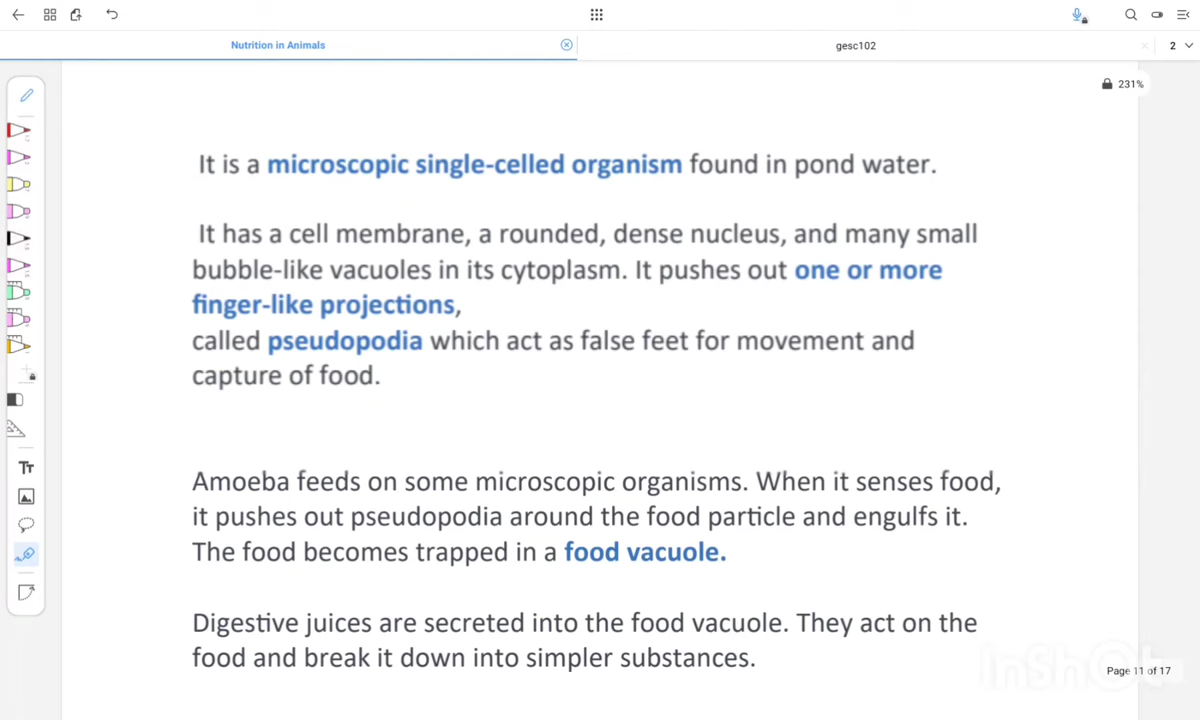 Nutrition in Animals
gesc102
2
231%
It is a microscopic single-celled organism found in pond water.
It has a cell membrane, a rounded, dense nucleus, and many small
bubble-like vacuoles in its cytoplasm. It pushes out one or more
finger-like projections,
called pseudopodia which act as false feet for movement and
capture of food.
Amoeba feeds on some microscopic organisms. When it senses food,
it pushes out pseudopodia around the food particle and engulfs it.
The food becomes trapped in a food vacuole.
Digestive juices are secreted into the food vacuole. They act on the
food and break it down into simpler substances.
Tт
InShOt
Page 11 of 17